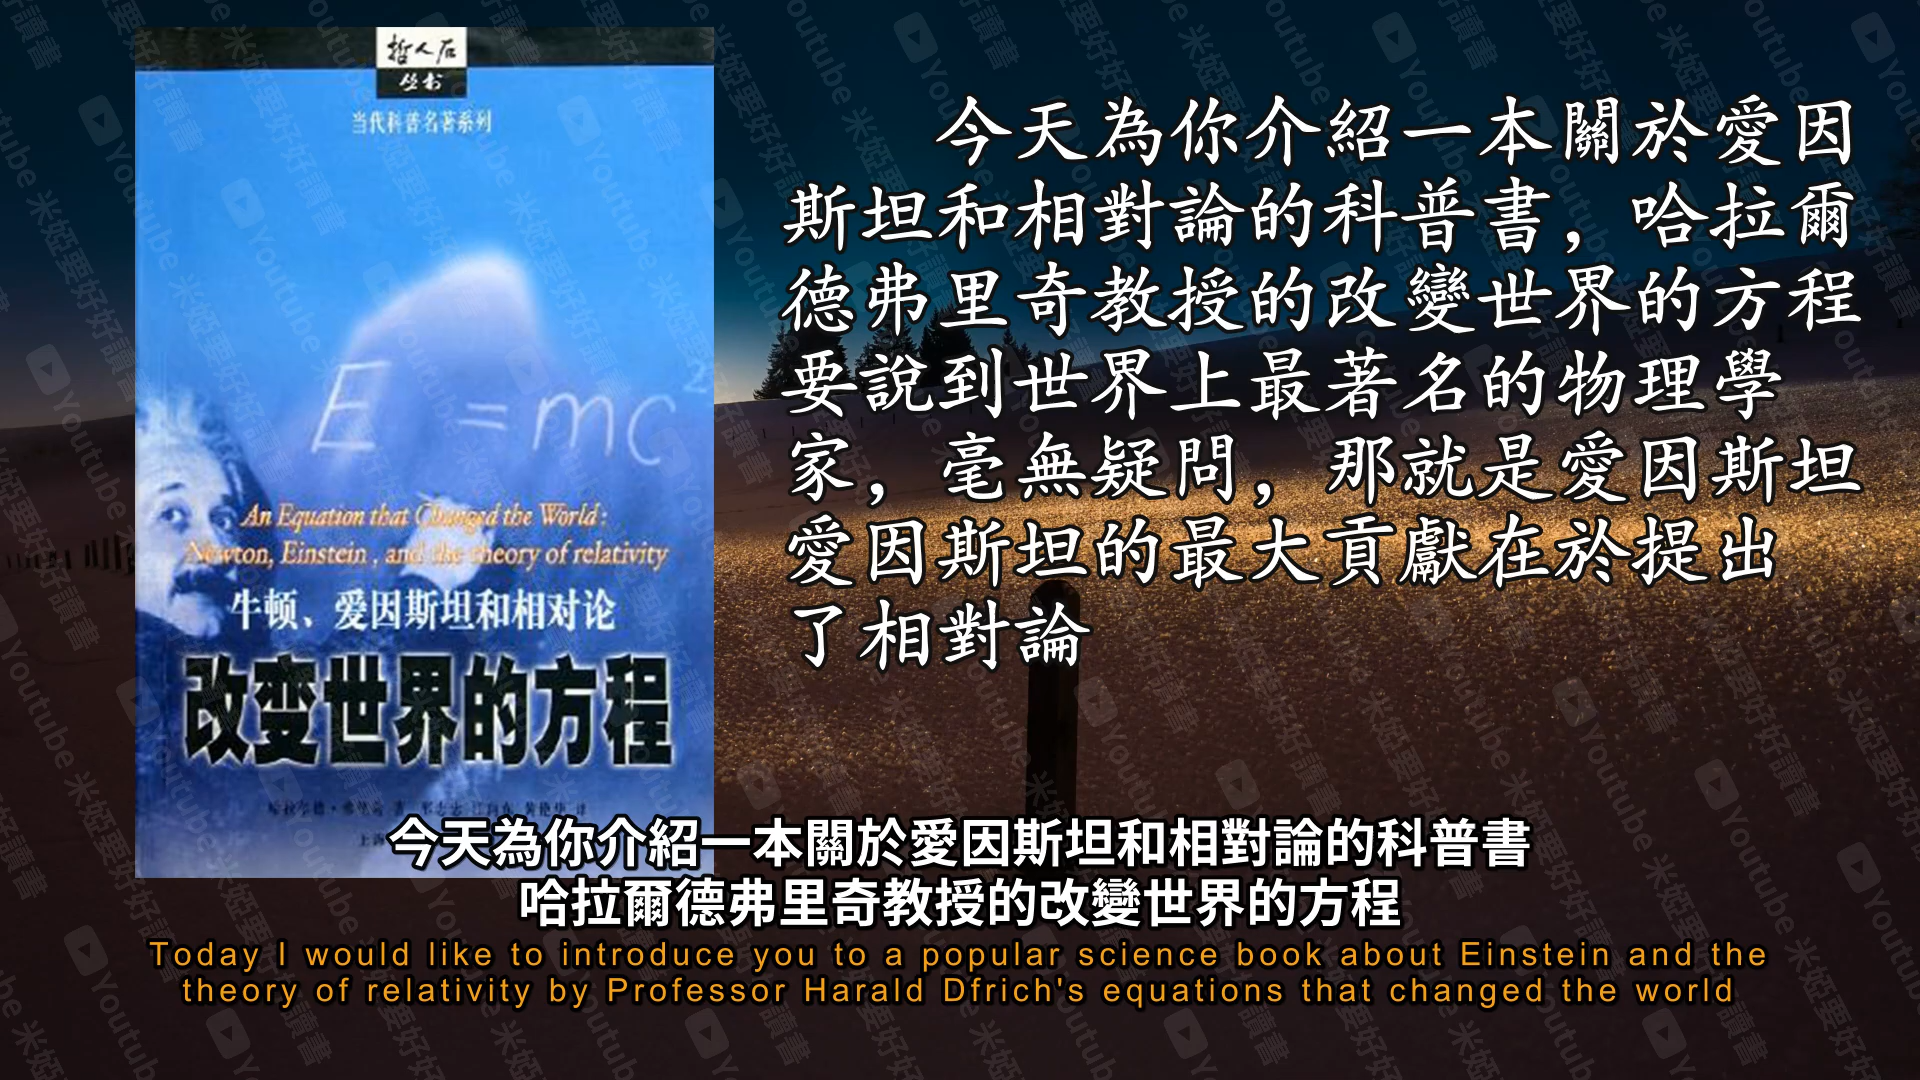 哲人石
丛书
当代科普名著系列
E = mc²
An Equation that Changed the World:
Newton, Einstein, and the theory of relativity
牛顿、爱因斯坦和相对论
改变世界的方程
今天為你介紹一本關於愛因
斯坦和相對論的科普書，哈拉爾
德弗里奇教授的改變世界的方程
要說到世界上最著名的物理學
家，毫無疑問，那就是愛因斯坦
愛因斯坦的最大貢獻在於提出
了相對論
今天為你介紹一本關於愛因斯坦和相對論的科普書
哈拉爾德弗里奇教授的改變世界的方程
Today I would like to introduce you to a popular science book about Einstein and the
theory of relativity by Professor Harald Dfrich's equations that changed the world
Youtube 米婭要好好讀書